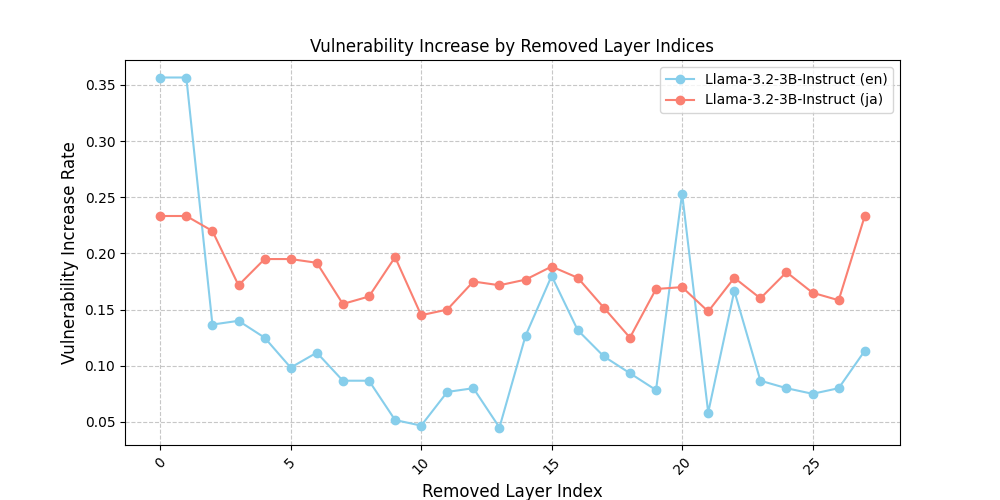 Vulnerability Increase by Removed Layer Indices
Llama-3.2-3B-Instruct (en)
Llama-3.2-3B-Instruct (ja)
Vulnerability Increase Rate
0.35
0.30
0.25
0.20
0.15
0.10
0.05
0
5
10
15
20
25
Removed Layer Index